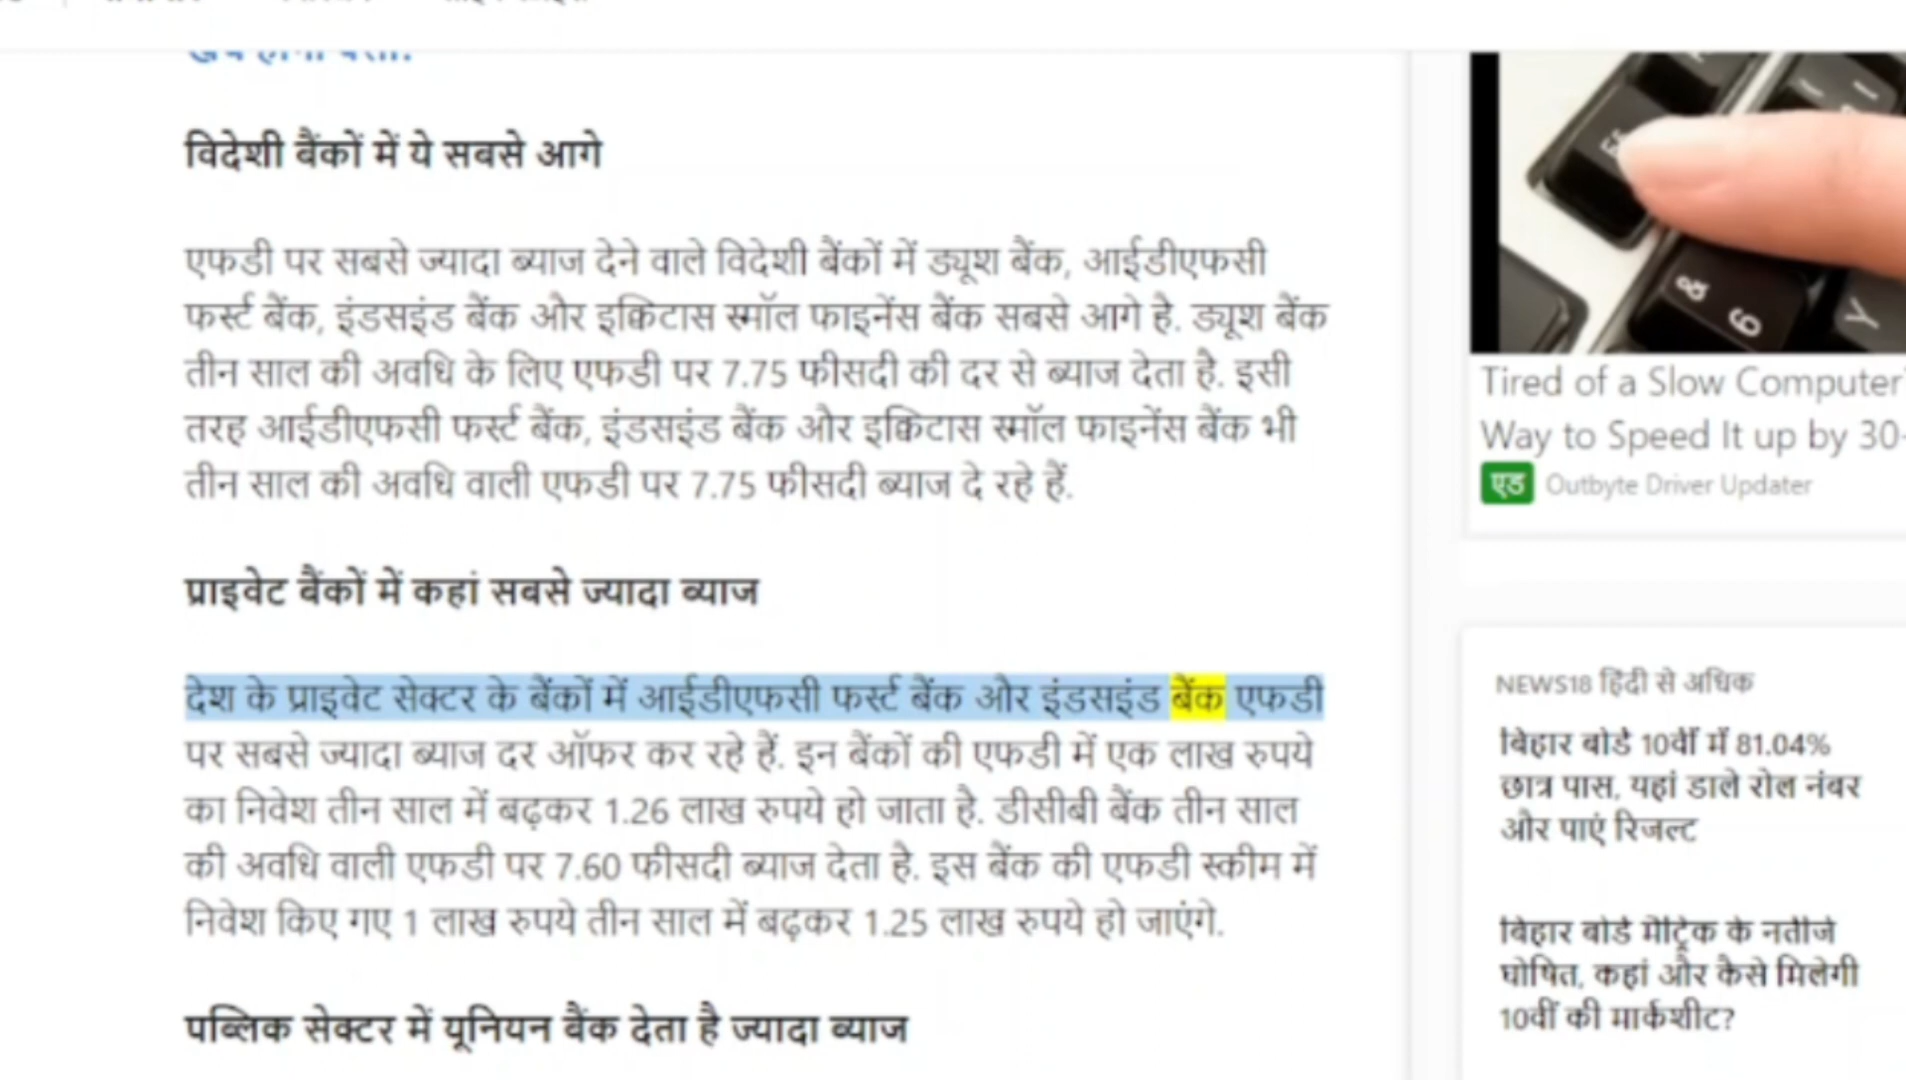 विदेशी बैंकों में ये सबसे आगे
एफडी पर सबसे ज्यादा ब्याज देने वाले विदेशी बैंकों में ड्यूश बैंक, आईडीएफसी
फर्स्ट बैंक, इंडसइंड बैंक और इक्विटास स्मॉल फाइनेंस बैंक सबसे आगे है. ड्यूश बैंक
तीन साल की अवधि के लिए एफडी पर 7.75 फीसदी की दर से ब्याज देता है. इसी
तरह आईडीएफसी फर्स्ट बैंक, इंडसइंड बैंक और इक्विटास स्मॉल फाइनेंस बैंक भी
तीन साल की अवधि वाली एफडी पर 7.75 फीसदी ब्याज दे रहे हैं.
प्राइवेट बैंकों में कहां सबसे ज्यादा ब्याज
देश के प्राइवेट सेक्टर के बैंकों में आईडीएफसी फर्स्ट बैंक और इंडसइंड बैंक एफडी
पर सबसे ज्यादा ब्याज दर ऑफर कर रहे हैं. इन बैंकों की एफडी में एक लाख रुपये
का निवेश तीन साल में बढ़कर 1.26 लाख रुपये हो जाता है. डीसीबी बैंक तीन साल
की अवधि वाली एफडी पर 7.60 फीसदी ब्याज देता है. इस बैंक की एफडी स्कीम में
निवेश किए गए 1 लाख रुपये तीन साल में बढ़कर 1.25 लाख रुपये हो जाएंगे.
पब्लिक सेक्टर में यूनियन बैंक देता है ज्यादा ब्याज
Tired of a Slow Computer
Way to Speed It up by 30-
एड Outbyte Driver Updater
NEWS18 हिंदी से अधिक
बिहार बोर्ड 10वीं में 81.04%
छात्र पास, यहां डाले रोल नंबर
और पाएं रिजल्ट
बिहार बोर्ड मैट्रिक के नतीजे
घोषित, कहां और कैसे मिलेगी
10वीं की मार्कशीट?